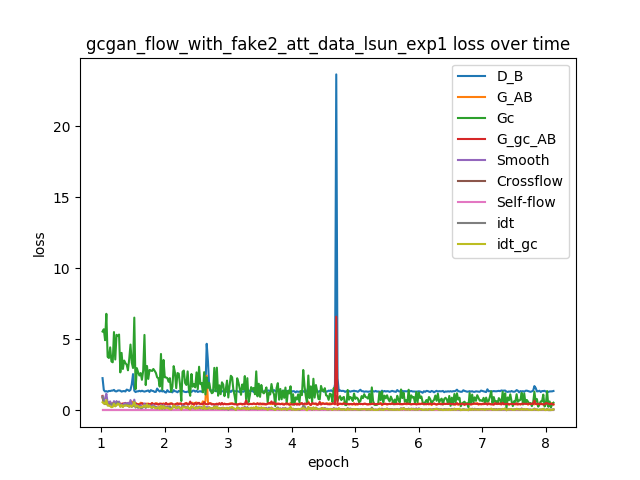 gcgan_flow_with_fake2_att_data_lsun_exp1 loss over time
loss
20
15
10
5
0
1 2 3 4 5 6 7 8
epoch
D_B
G_AB
Gc
G_gc_AB
Smooth
Crossflow
Self-flow
idt
idt_gc